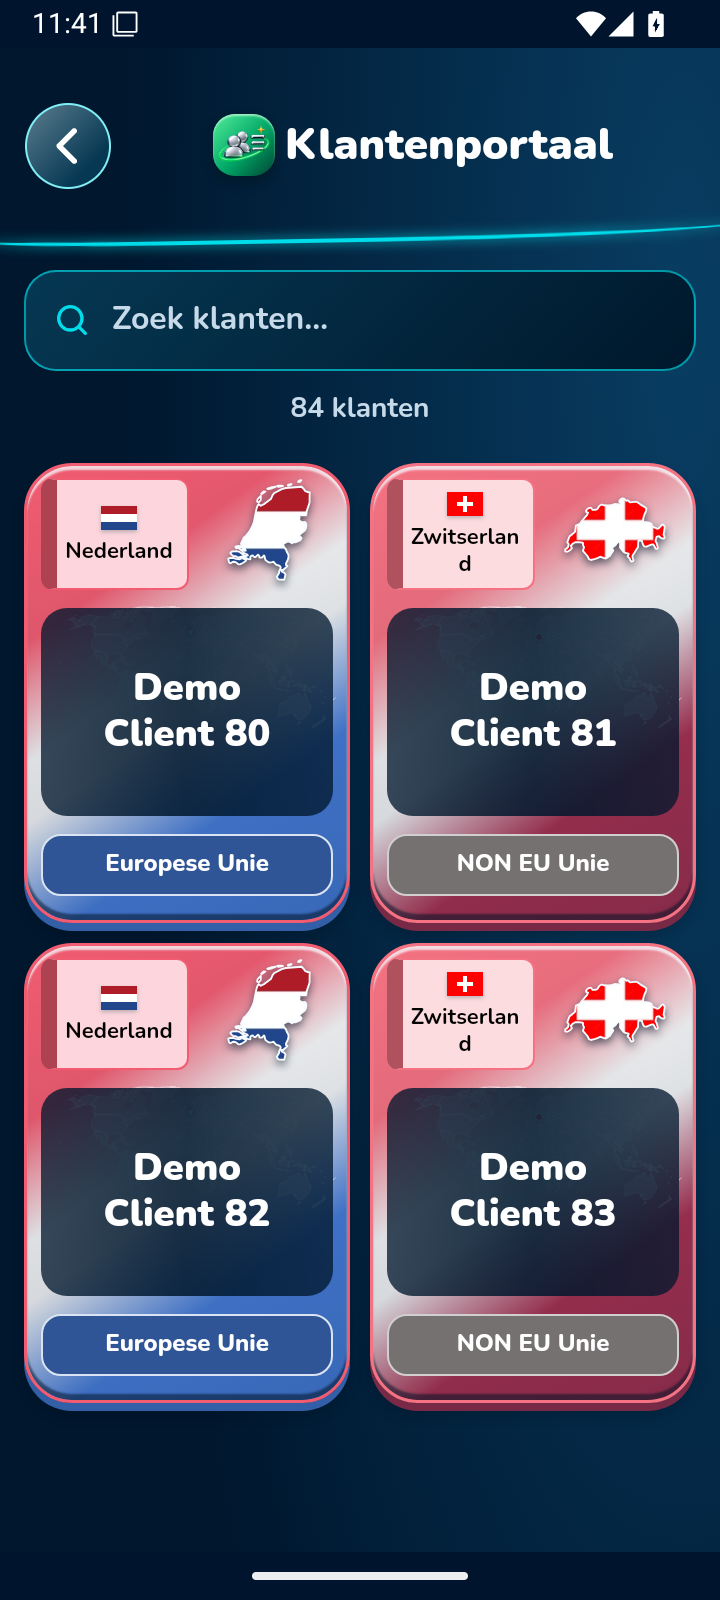 11:41
Klantenportaal
Zoek klanten...
84 klanten
Nederland
Zwitserlan
d
Demo
Client 80
Demo
Client 81
Europese Unie
NON EU Unie
Nederland
Zwitserlan
d
Demo
Client 82
Demo
Client 83
Europese Unie
NON EU Unie